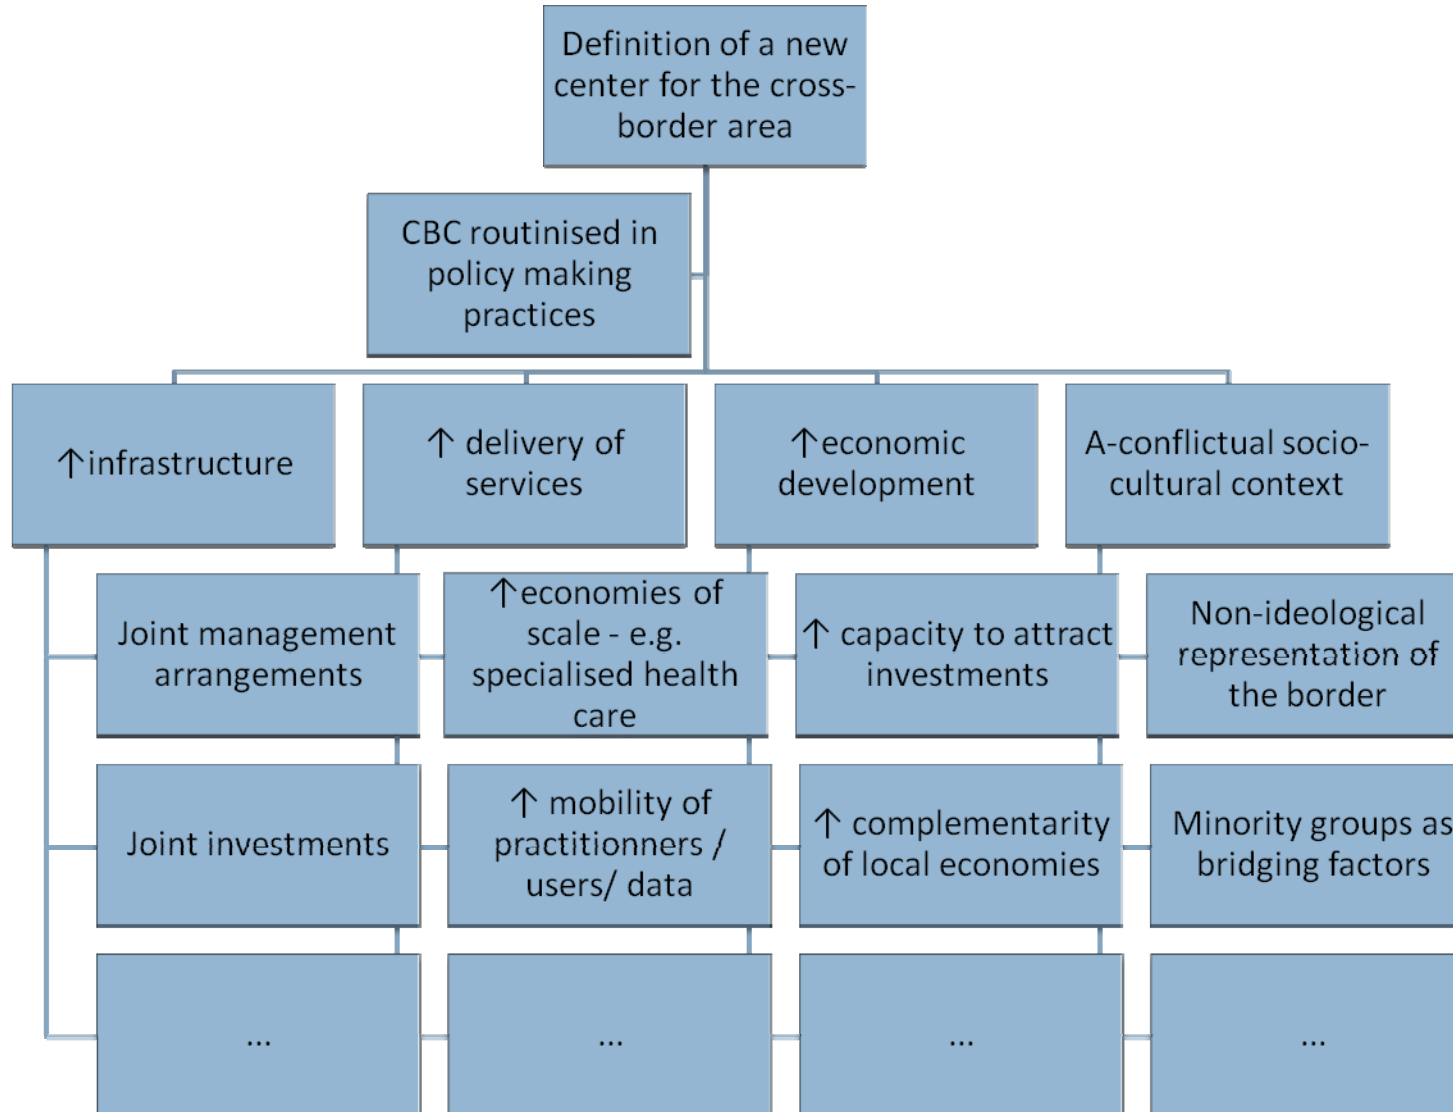 Definition of a new
center for the cross-
border area
CBC routinised in
policy making
practices
↑infrastructure
↑ delivery of
services
↑economic
development
A-conflictual socio-
cultural context
Joint management
arrangements
↑economies of
scale - e.g.
specialised health
care
↑ capacity to attract
investments
Non-ideological
representation of
the border
Joint investments
↑ mobility of
practitionners /
users/ data
↑ complementarity
of local economies
Minority groups as
bridging factors
...
...
...
...